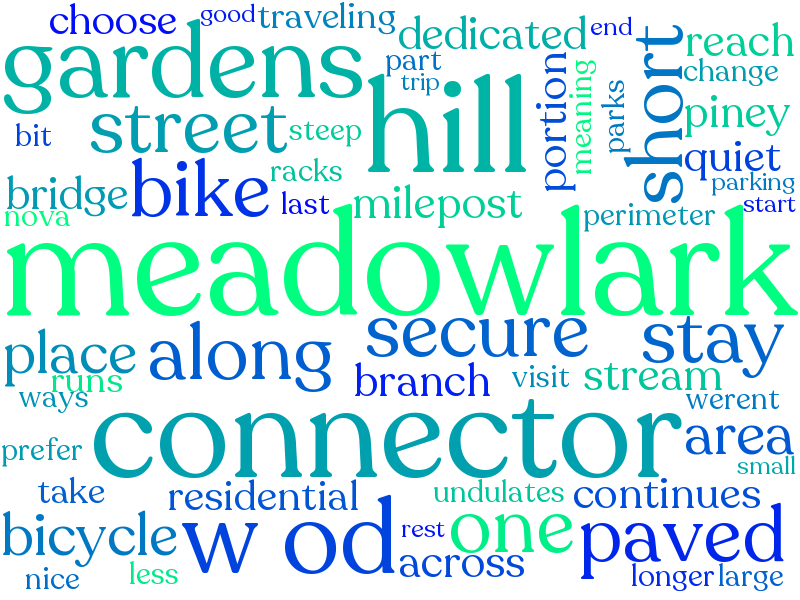 choose good traveling dedicated end
gardens part trip hill portion meaning parks short reach
change
bit street steep piney
racks quiet
bridge bike last milepost parking
nova perimeter start
meadowlark
place along secure stay
runs branch visit stream
ways werent
connector
prefer area
small
take residential undulates continues
bicycle w od rest one paved
across
nice less longer large